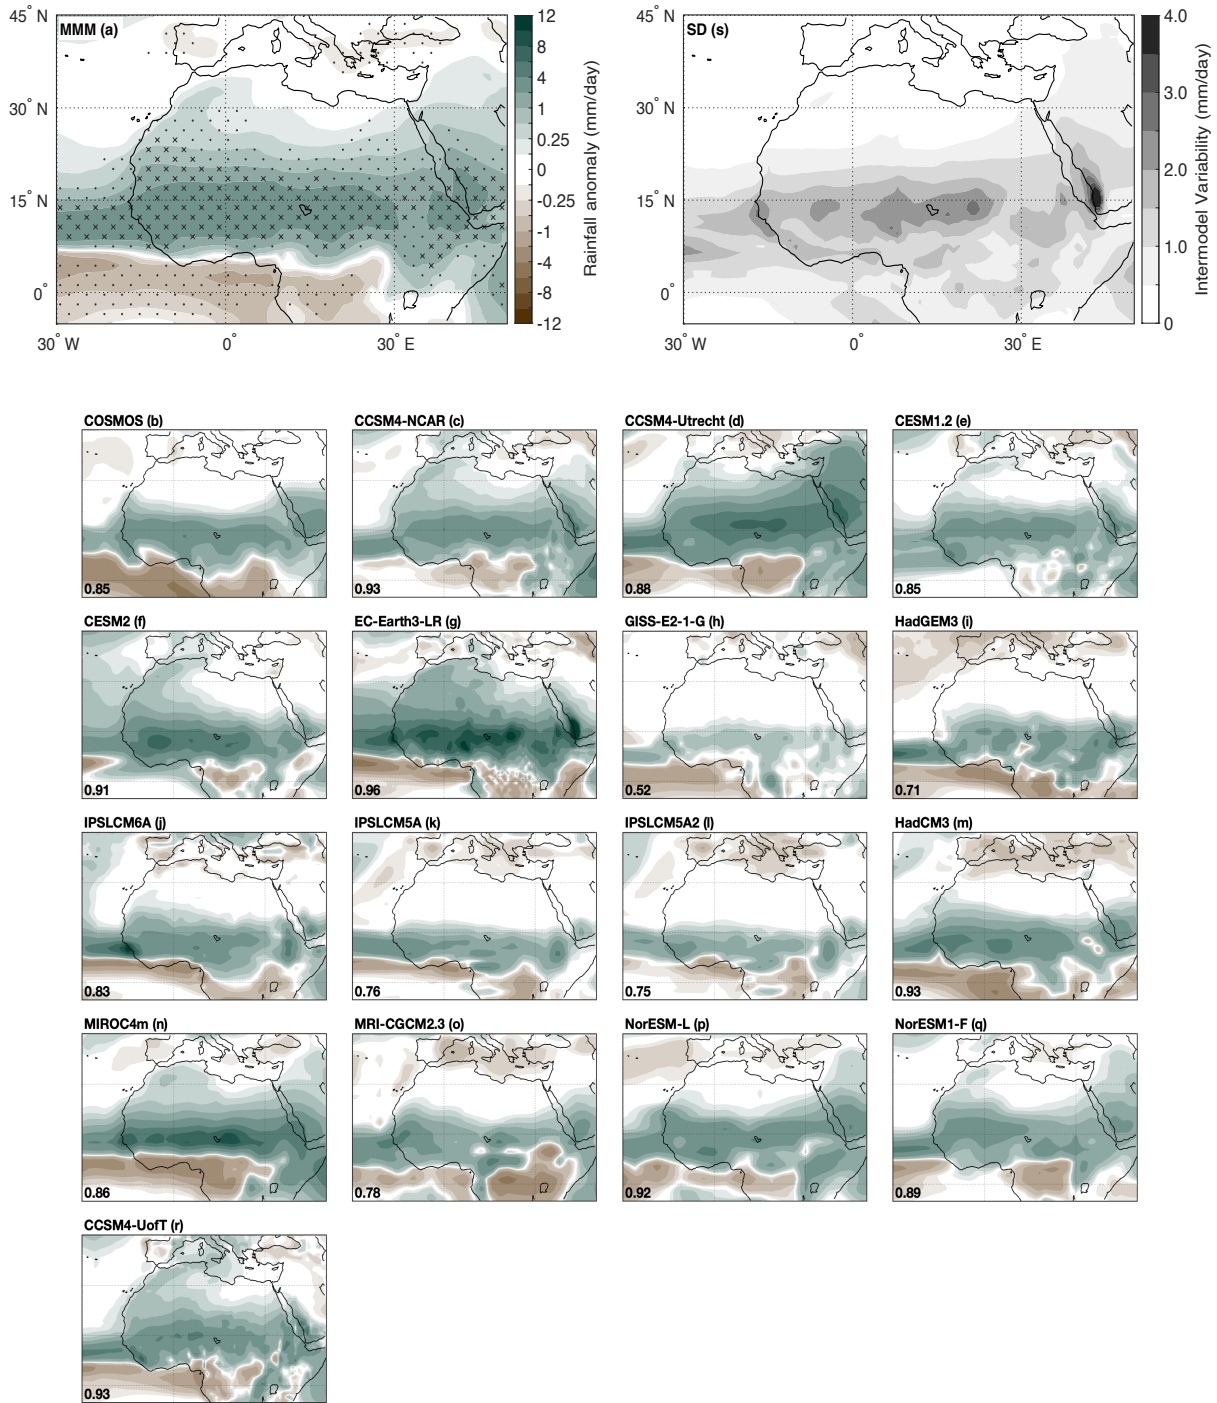 MMM (a)
45° N
30° N
15° N
0°
30° W
0°
30° E
12
8
4
1
0.25
0
-0.25
-1
-4
-8
-12
Rainfall anomaly (mm/day)
SD (s)
45° N
30° N
15° N
0°
30° W
0°
30° E
4.0
3.0
2.0
1.0
0
Intermodel Variability (mm/day)
COSMOS (b)
0.85
CCSM4-NCAR (c)
0.93
CCSM4-Utrecht (d)
0.88
CESM1.2 (e)
0.85
CESM2 (f)
0.91
EC-Earth3-LR (g)
0.96
GISS-E2-1-G (h)
0.52
HadGEM3 (i)
0.71
IPSLCM6A (j)
0.83
IPSLCM5A (k)
0.76
IPSLCM5A2 (l)
0.75
HadCM3 (m)
0.93
MIROC4m (n)
0.86
MRI-CGCM2.3 (o)
0.78
NorESM-L (p)
0.92
NorESM1-F (q)
0.89
CCSM4-UofT (r)
0.93